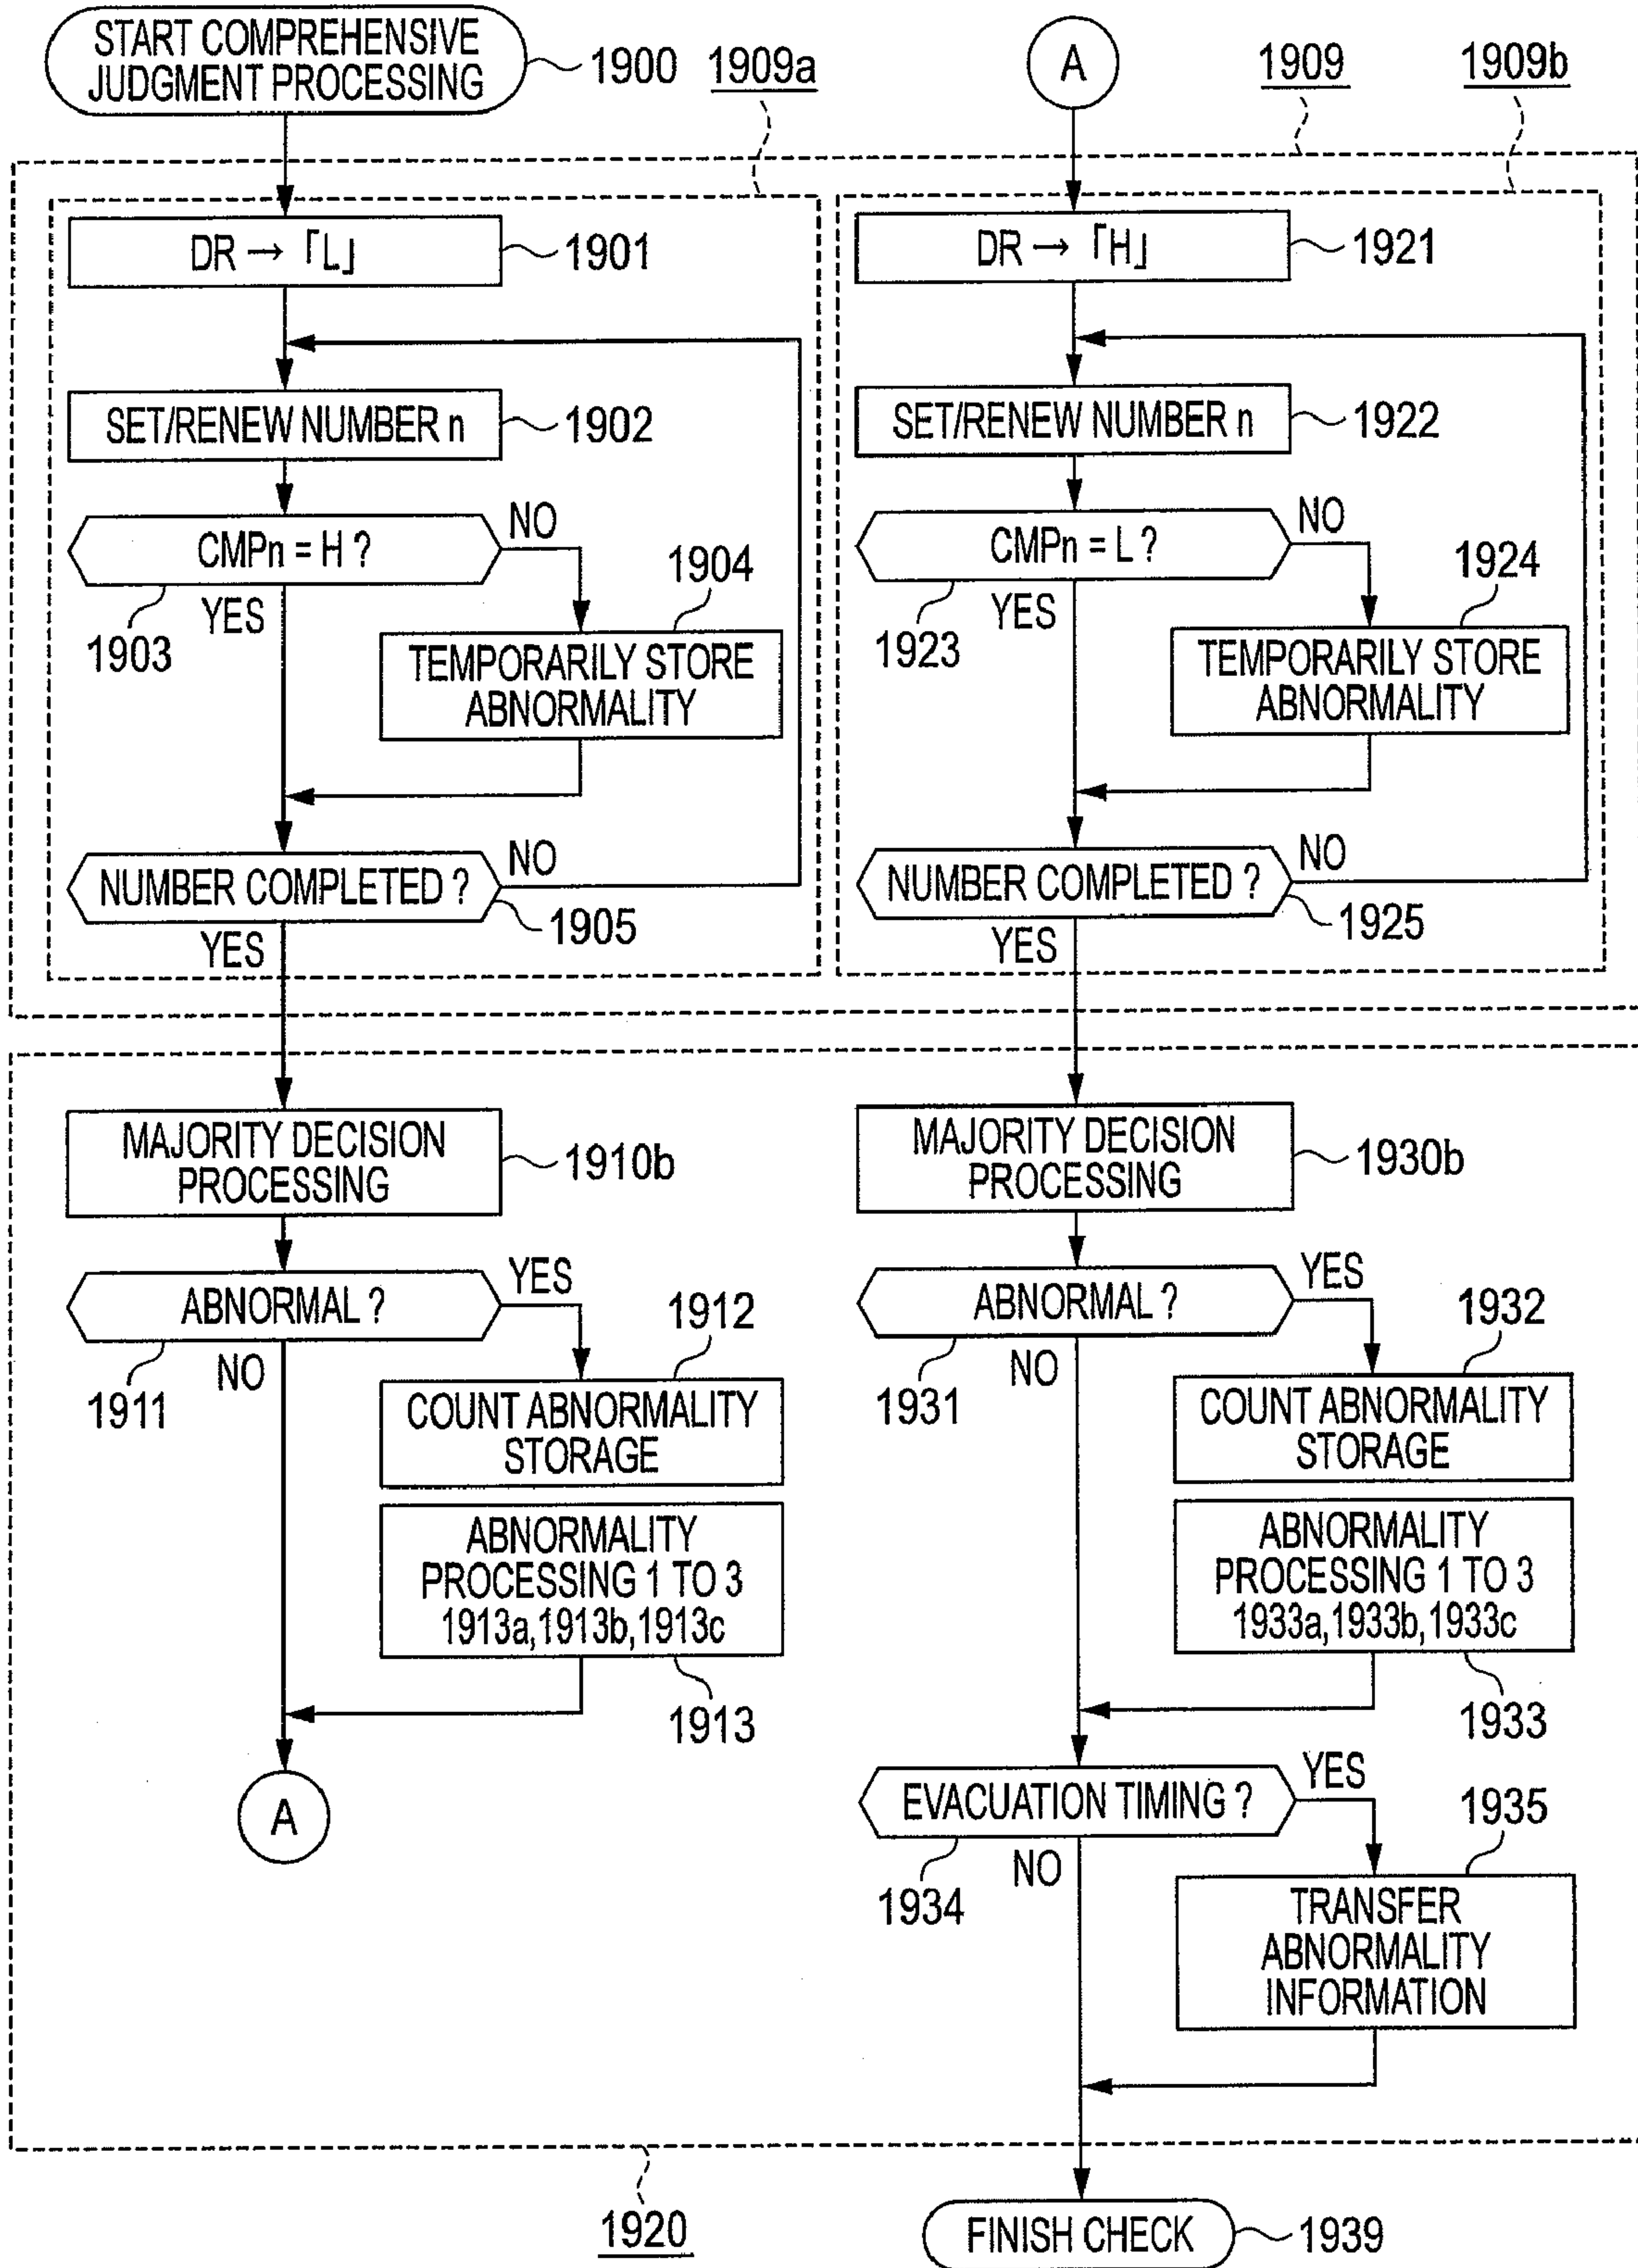 START COMPREHENSIVE
JUDGMENT PROCESSING
1900
1909a
DR → 「L」
1901
SET/RENEW NUMBER n
1902
CMPn = H ?
NO
YES
1903
1904
TEMPORARILY STORE
ABNORMALITY
NUMBER COMPLETED ?
NO
1905
YES
MAJORITY DECISION
PROCESSING
1910b
ABNORMAL ?
YES
NO
1911
1912
COUNT ABNORMALITY
STORAGE
ABNORMALITY
PROCESSING 1 TO 3
1913a,1913b,1913c
1913
A
A
1909
1909b
DR → 「H」
1921
SET/RENEW NUMBER n
1922
CMPn = L ?
NO
YES
1923
1924
TEMPORARILY STORE
ABNORMALITY
NUMBER COMPLETED ?
NO
1925
YES
MAJORITY DECISION
PROCESSING
1930b
ABNORMAL ?
YES
NO
1931
1932
COUNT ABNORMALITY
STORAGE
ABNORMALITY
PROCESSING 1 TO 3
1933a,1933b,1933c
1933
EVACUATION TIMING ?
YES
NO
1934
1935
TRANSFER
ABNORMALITY
INFORMATION
1920
FINISH CHECK
1939